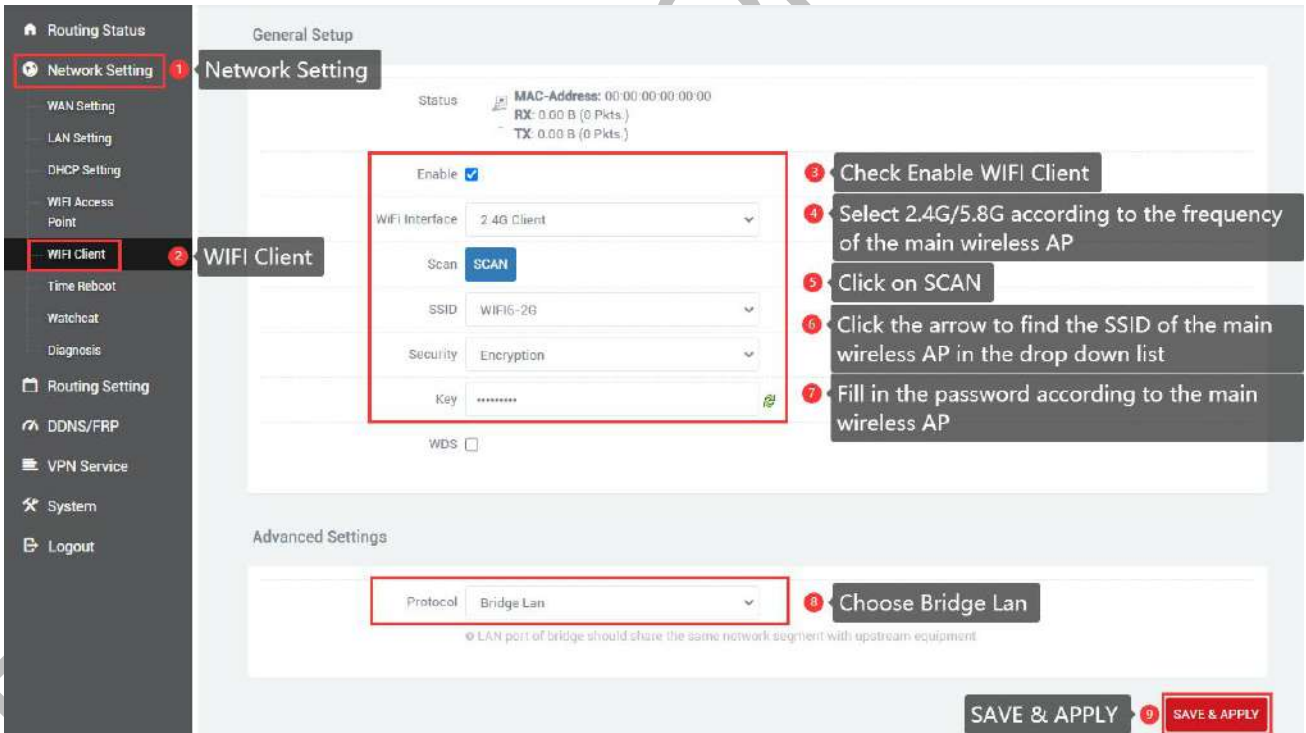 Routing Status
Network Setting
WAN Setting
LAN Setting
DHCP Setting
WIFI Access
Point
WIFI Client
Time Reboot
Watchcat
Diagnosis
Routing Setting
DDNS/FRP
VPN Service
System
Logout
1 Network Setting
2 WIFI Client
General Setup
Status
MAC-Address: 00:00:00:00:00:00
RX: 0.00 B (0 Pkts.)
TX: 0.00 B (0 Pkts.)
Enable
3 Check Enable WIFI Client
WiFi Interface 2.4G Client
4 Select 2.4G/5.8G according to the frequency
of the main wireless AP
Scan SCAN
5 Click on SCAN
SSID WIFI6-2G
6 Click the arrow to find the SSID of the main
wireless AP in the drop down list
Security Encryption
Key •••••••••
7 Fill in the password according to the main
wireless AP
WDS
Advanced Settings
Protocol Bridge Lan
8 Choose Bridge Lan
LAN port of bridge should share the same network segment with upstream equipment
SAVE & APPLY 9 SAVE & APPLY